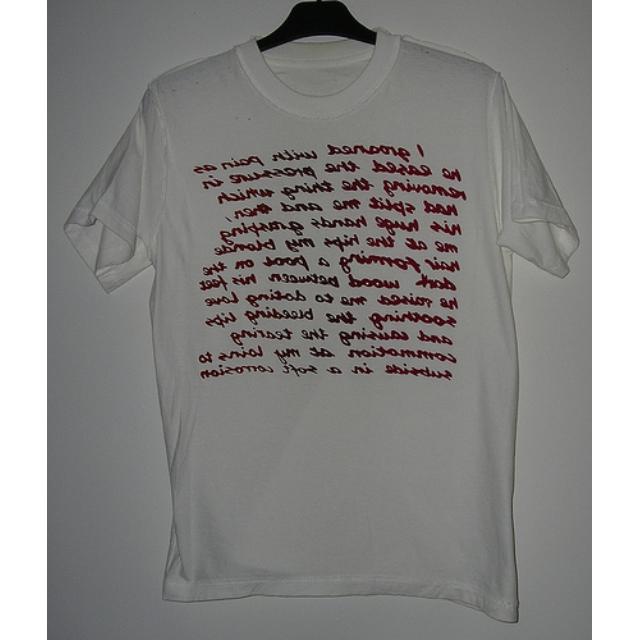 I groaned with pain as
he eased the pressure in
removing the thing which
had split me and then,
his huge hands grasping
me at the hips my blonde
hair forming a pool on the
dark wood between his feet
he raised me to doting love
soothing the bleeding lips
and causing the tearing
commotion at my loins to
subside in a soft corrosion